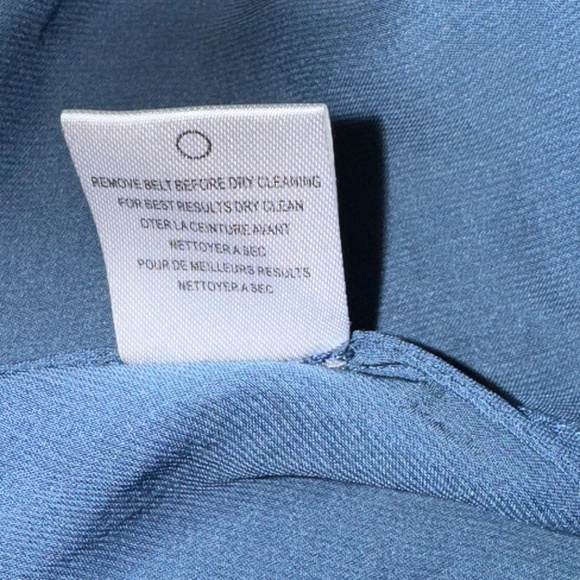 REMOVE BELT BEFORE DRY CLEANING
FOR BEST RESULTS DRY CLEAN
OTER LA CEINTURE AVANT
NETTOYER A SEC
POUR DE MEILLEURS RESULTS
NETTOYER A SEC